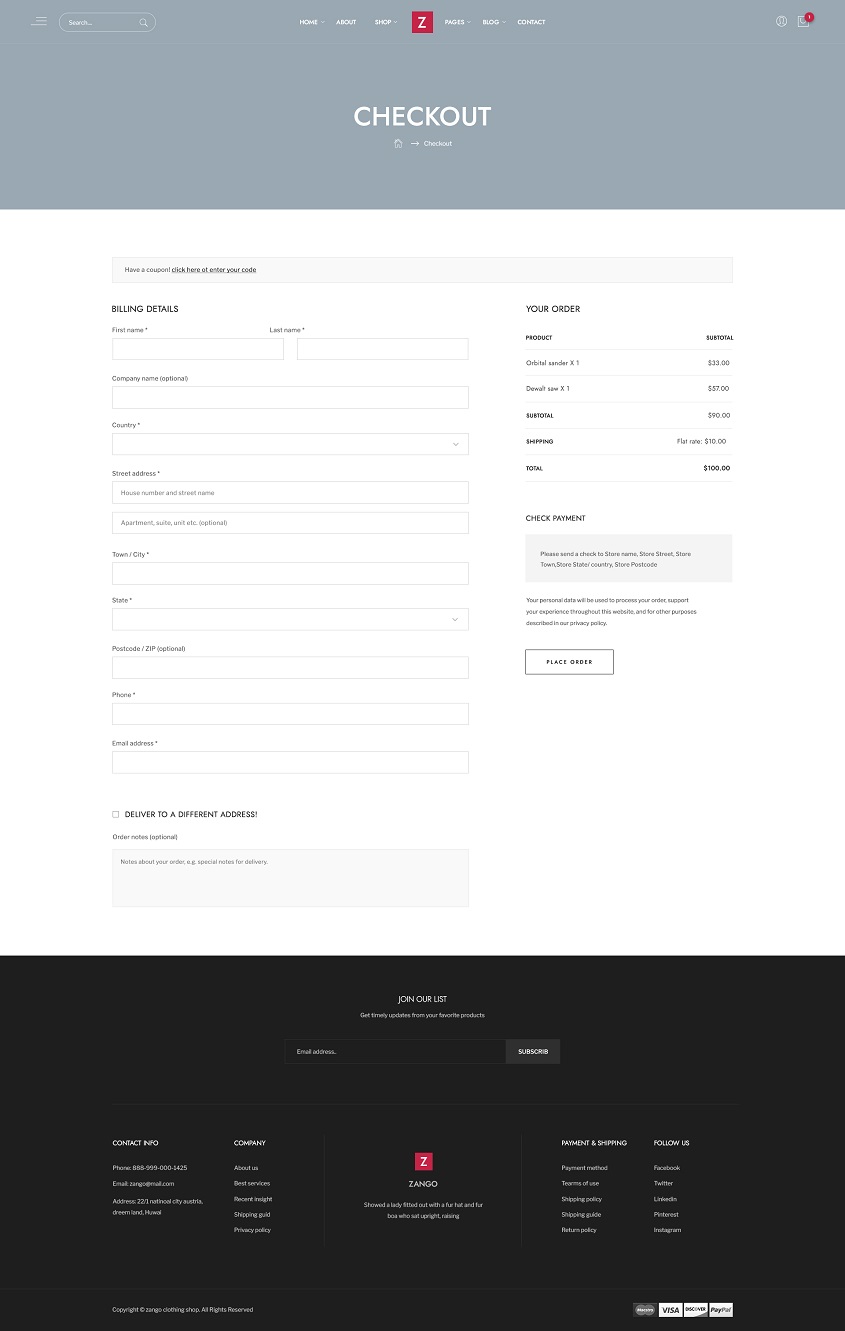 Search...
HOME
ABOUT
SHOP
Z
PAGES
BLOG
CONTACT
1
CHECKOUT
Checkout
Have a coupon! click here ot enter your code
BILLING DETAILS
First name *
Last name *
Company name (optional)
Country *
Street address *
House number and street name
Apartment, suite, unit etc. (optional)
Town / City *
State *
Postcode / ZIP (optional)
Phone *
Email address *
DELIVER TO A DIFFERENT ADDRESS!
Order notes (optional)
Notes about your order, e.g. special notes for delivery.
YOUR ORDER
PRODUCT SUBTOTAL
Orbital sander X 1 $33.00
Dewalt saw X 1 $57.00
SUBTOTAL $90.00
SHIPPING Flat rate: $10.00
TOTAL $100.00
CHECK PAYMENT
Please send a check to Store name, Store Street, Store
Town,Store State/ country, Store Postcode
Your personal data will be used to process your order, support
your experience throughout this website, and for other purposes
described in our privacy policy.
PLACE ORDER
JOIN OUR LIST
Get timely updates from your favorite products
Email address..
SUBSCRIB
CONTACT INFO
Phone: 888-999-000-1425
Email: zango@mail.com
Address: 22/1 natinoal city austria,
dreem land, Huwai
COMPANY
About us
Best services
Recent insight
Shipping guid
Privacy policy
Z
ZANGO
Showed a lady fitted out with a fur hat and fur
boa who sat upright, raising
PAYMENT & SHIPPING
Payment method
Tearms of use
Shipping policy
Shipping guide
Return policy
FOLLOW US
Facebook
Twitter
Linkedin
Pinterest
Instagram
Copyright © zango clothing shop. All Rights Reserved
Maestro
VISA
DISCOVER
PayPal